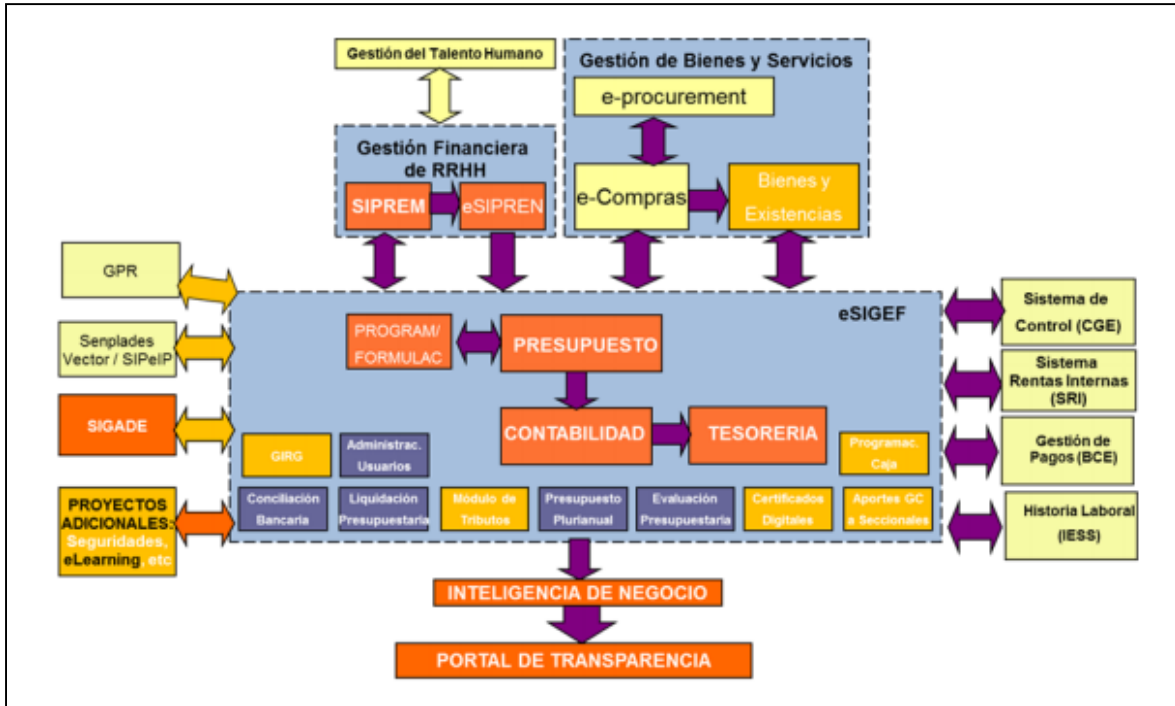 Gestión del Talento Humano
Gestión de Bienes y Servicios
e-procurement
Gestión Financiera
de RRHH
SIPREM
eSIPREN
e-Compras
Bienes y
Existencias
GPR
Senplades
Vector / SIPeIP
SIGADE
PROYECTOS
ADICIONALES:
Seguridades,
eLearning, etc
eSIGEF
PROGRAM/
FORMULAC
PRESUPUESTO
CONTABILIDAD
TESORERIA
GIRG
Administrac.
Usuarios
Programac.
Caja
Conciliación
Bancaria
Liquidación
Presupuestaria
Módulo de
Tributos
Presupuesto
Plurianual
Evaluación
Presupuestaria
Certificados
Digitales
Aportes GC
a Seccionales
Sistema de
Control (CGE)
Sistema
Rentas Internas
(SRI)
Gestión de
Pagos (BCE)
Historia Laboral
(IESS)
INTELIGENCIA DE NEGOCIO
PORTAL DE TRANSPARENCIA